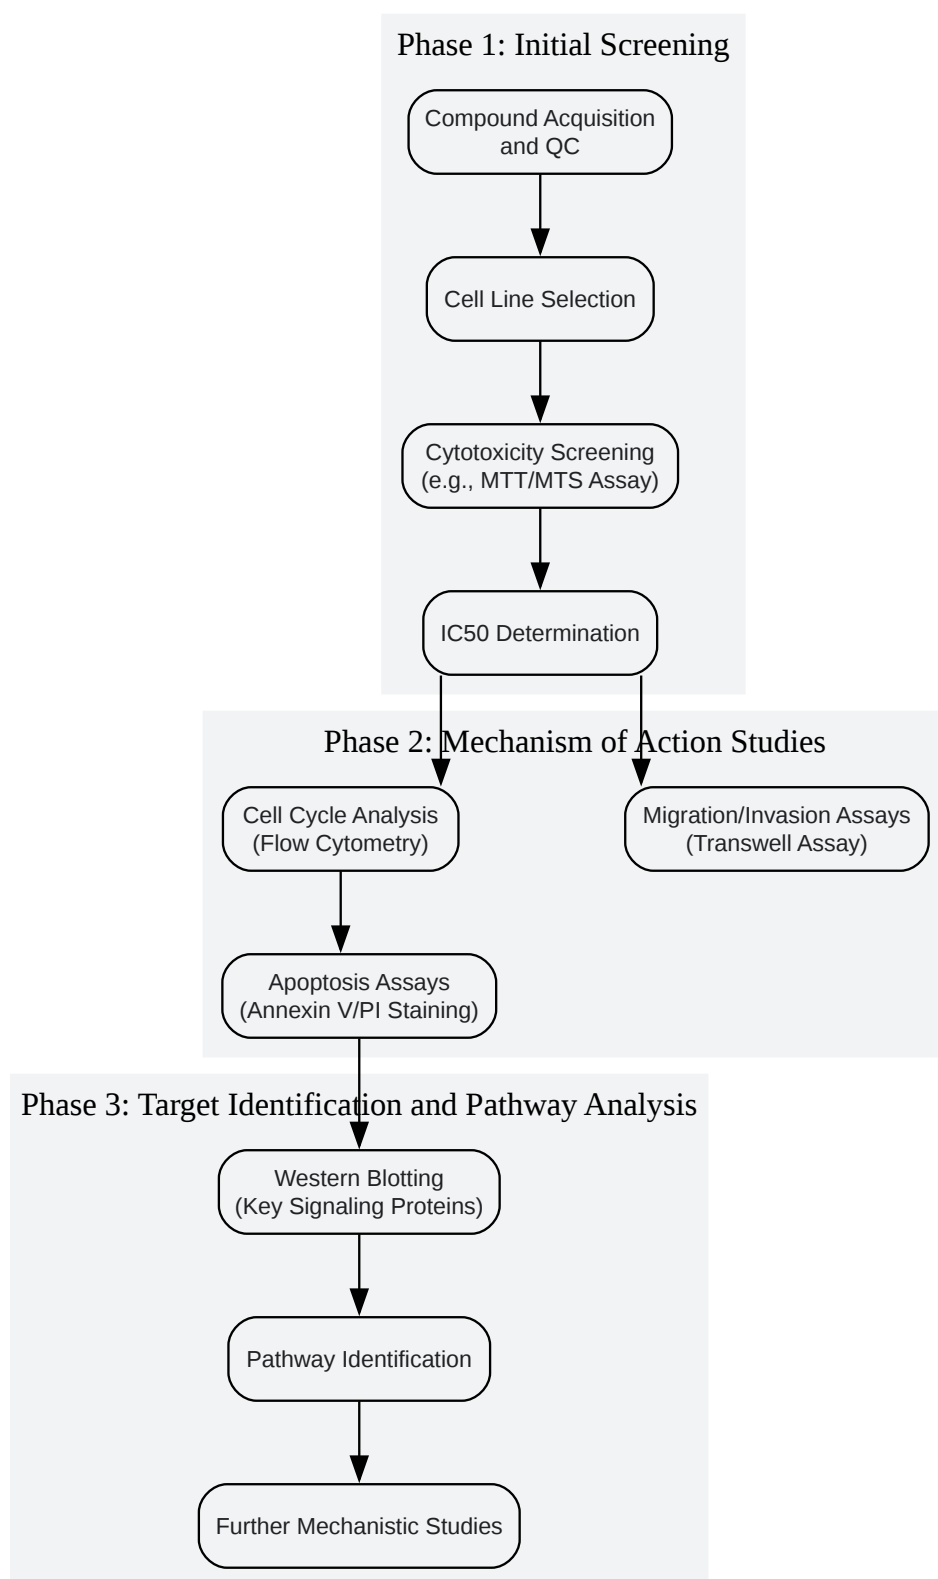 Phase 1: Initial Screening
Compound Acquisition
and QC
Cell Line Selection
Cytotoxicity Screening
(e.g., MTT/MTS Assay)
IC50 Determination
Phase 2: Mechanism of Action Studies
Cell Cycle Analysis
(Flow Cytometry)
Migration/Invasion Assays
(Transwell Assay)
Apoptosis Assays
(Annexin V/PI Staining)
Phase 3: Target Identification and Pathway Analysis
Western Blotting
(Key Signaling Proteins)
Pathway Identification
Further Mechanistic Studies